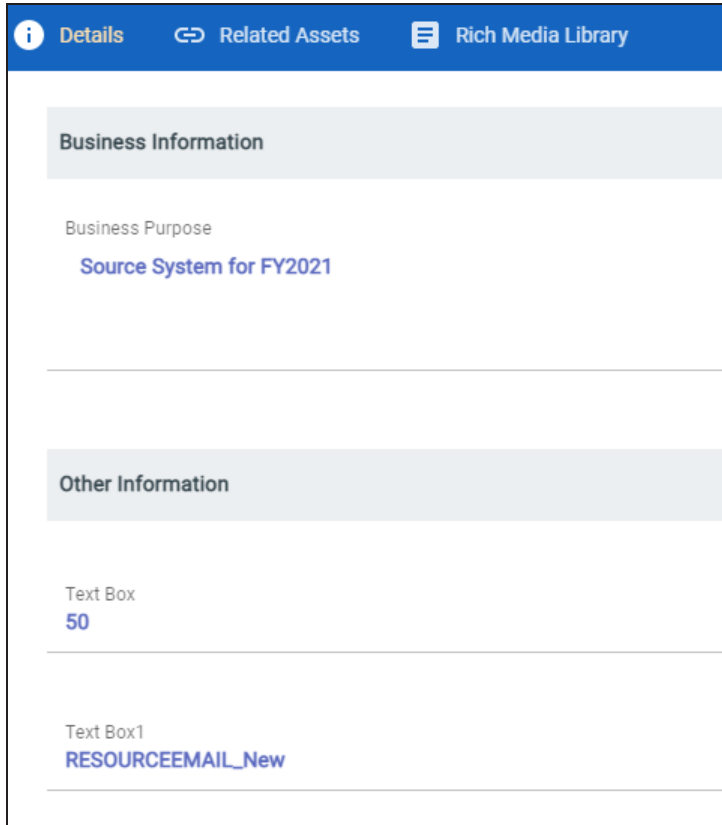 Details Related Assets Rich Media Library
Business Information
Business Purpose
Source System for FY2021
Other Information
Text Box
50
Text Box1
RESOURCEEMAIL_New